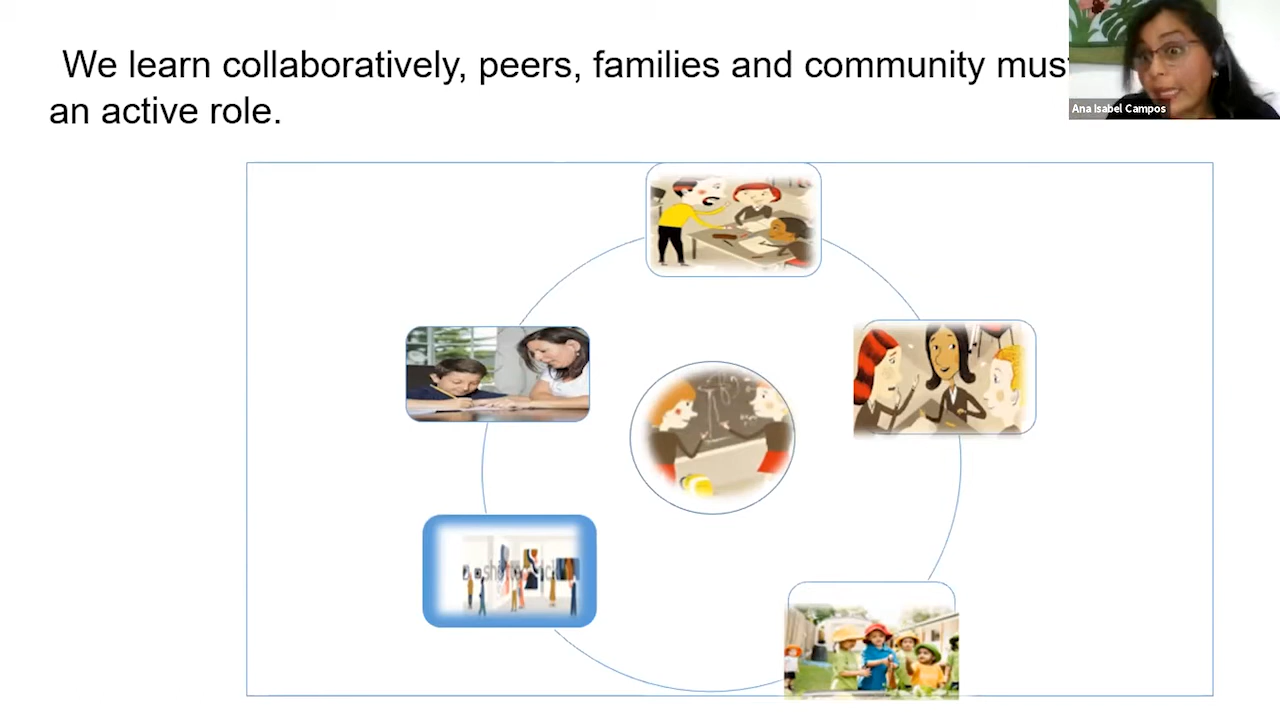 We learn collaboratively, peers, families and community must
an active role.
Ana Isabel Campos